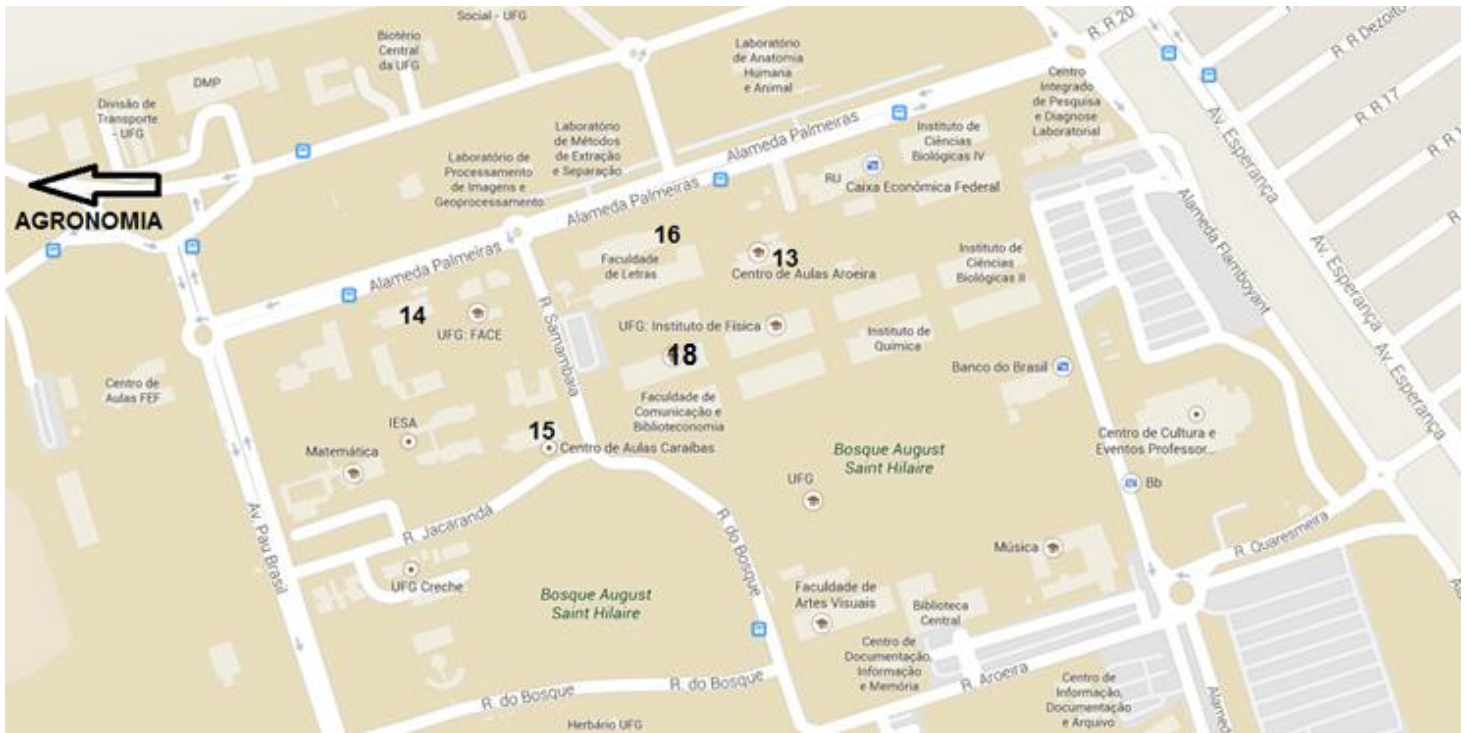 Social - UFG
Biotério
Central
da UFG
DMP
Divisão de
Transporte
- UFG
Laboratório
de Anatomia
Humana
e Animal
R. R 20
R. R Dezoito
R. R 17
Centro
Integrado
de Pesquisa
e Diagnose
Laboratorial
Av. Esperança
Laboratório
de Métodos
de Extração
e Separação
Laboratório de
Processamento
de Imagens e
Geoprocessamento
Alameda Palmeiras
Instituto de
Ciências
Biológicas IV
RU
Caixa Econômica Federal
AGRONOMIA
Alameda Palmeiras
Alameda Flamboyant
16
Faculdade
de Letras
13
Centro de Aulas Aroeira
Instituto de
Ciências
Biológicas II
Av. Esperança
Alameda Palmeiras
14
UFG: FACE
R. Samambaia
UFG: Instituto de Física
18
Instituto de
Química
Banco do Brasil
Av. Esperança
Centro de
Aulas FEF
Faculdade de
Comunicação e
Biblioteconomia
IESA
15
Centro de Aulas Caraíbas
Matemática
Bosque August
Saint Hilaire
Centro de Cultura e
Eventos Professor...
UFG
Bb
Av. Pau Brasil
R. Jacarandá
R. do Bosque
Música
R. Quaresmeira
UFG Creche
Bosque August
Saint Hilaire
Faculdade de
Artes Visuais
Biblioteca
Central
Centro de
Documentação,
Informação
e Memória
R. Aroeira
Centro de
Informação,
Documentação
e Arquivo
R. do Bosque
R. do Bosque
Herbário UFG